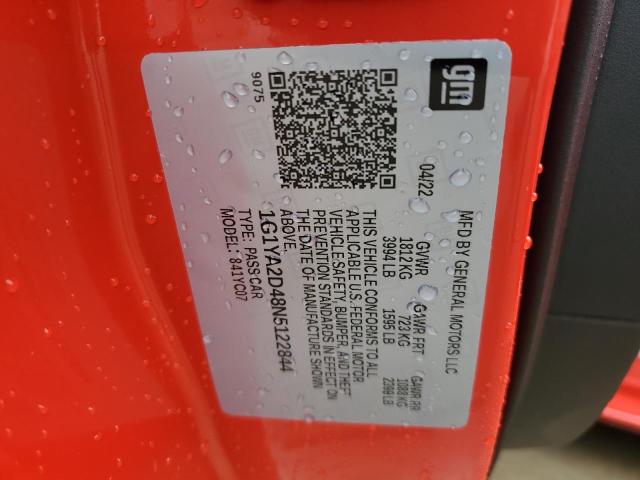 gm
MFD BY GENERAL MOTORS LLC
04/22 GVWR GAWR FRT GAWR RR
1812 KG 723 KG 1088 KG
3994 LB 1595 LB 2399 LB
THIS VEHICLE CONFORMS TO ALL
APPLICABLE U.S. FEDERAL MOTOR
VEHICLE SAFETY, BUMPER, AND THEFT
PREVENTION STANDARDS IN EFFECT ON
THE DATE OF MANUFACTURE SHOWN
ABOVE.
1G1YA2D48N5122844
TYPE: PASS CAR
MODEL: 841YC07
9075